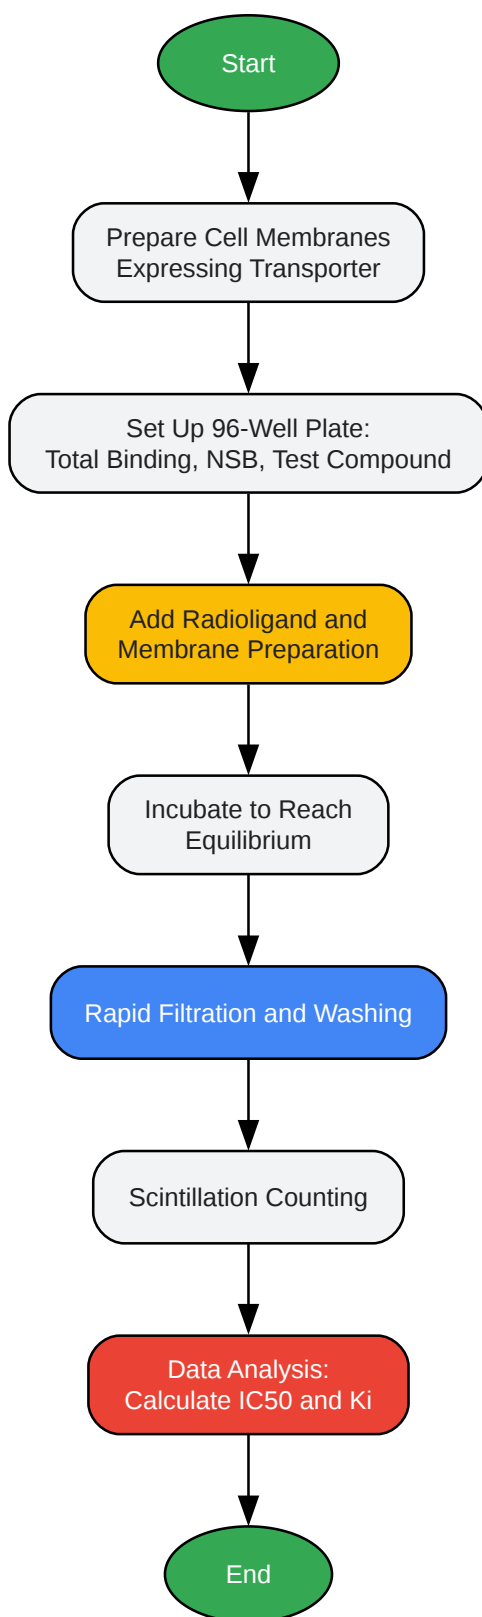 Start
Prepare Cell Membranes
Expressing Transporter
Set Up 96-Well Plate:
Total Binding, NSB, Test Compound
Add Radioligand and
Membrane Preparation
Incubate to Reach
Equilibrium
Rapid Filtration and Washing
Scintillation Counting
Data Analysis:
Calculate IC50 and Ki
End